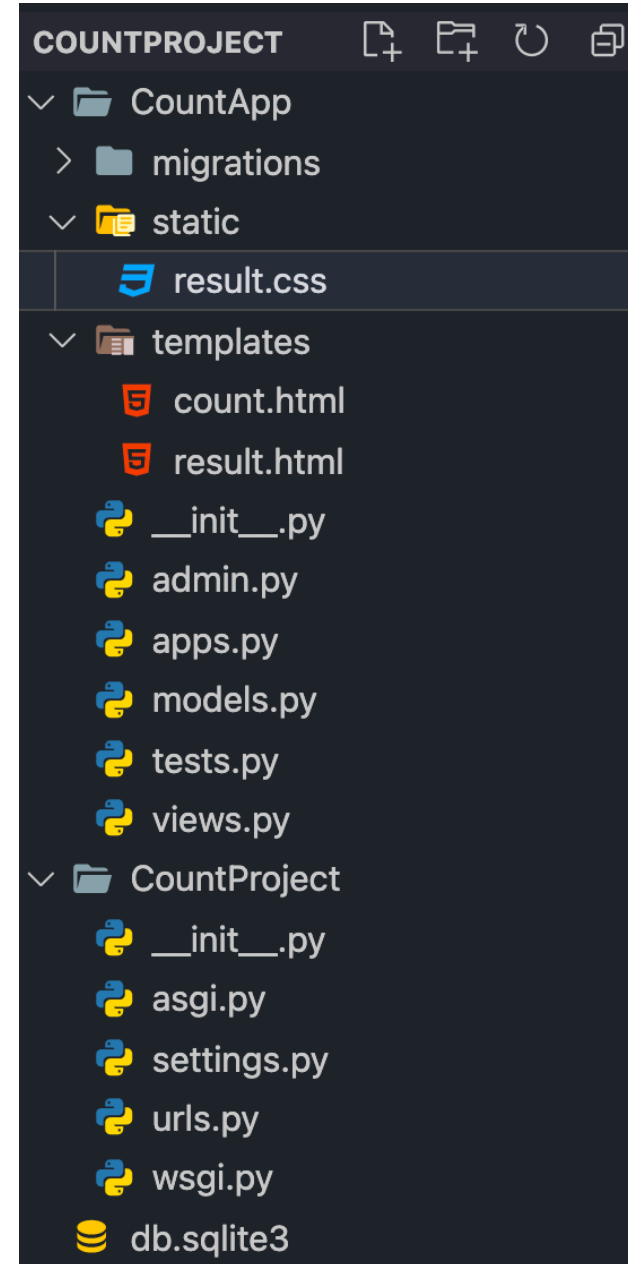 COUNTPROJECT
CountApp
migrations
static
result.css
templates
count.html
result.html
__init__.py
admin.py
apps.py
models.py
tests.py
views.py
CountProject
__init__.py
asgi.py
settings.py
urls.py
wsgi.py
db.sqlite3